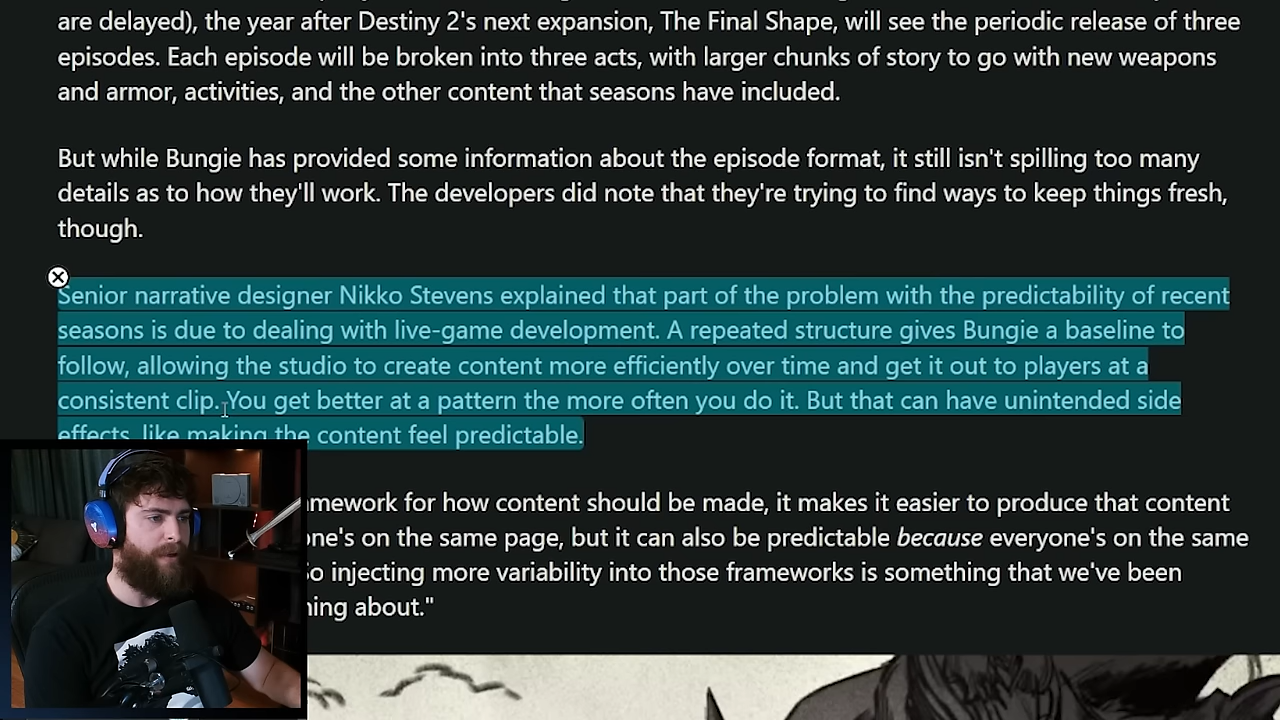 are delayed), the year after Destiny 2's next expansion, The Final Shape, will see the periodic release of three
episodes. Each episode will be broken into three acts, with larger chunks of story to go with new weapons
and armor, activities, and the other content that seasons have included.
But while Bungie has provided some information about the episode format, it still isn't spilling too many
details as to how they'll work. The developers did note that they're trying to find ways to keep things fresh,
though.
Senior narrative designer Nikko Stevens explained that part of the problem with the predictability of recent
seasons is due to dealing with live-game development. A repeated structure gives Bungie a baseline to
follow, allowing the studio to create content more efficiently over time and get it out to players at a
consistent clip. You get better at a pattern the more often you do it. But that can have unintended side
effects, like making the content feel predictable.
amework for how content should be made, it makes it easier to produce that content
one's on the same page, but it can also be predictable because everyone's on the same
So injecting more variability into those frameworks is something that we've been
ning about."